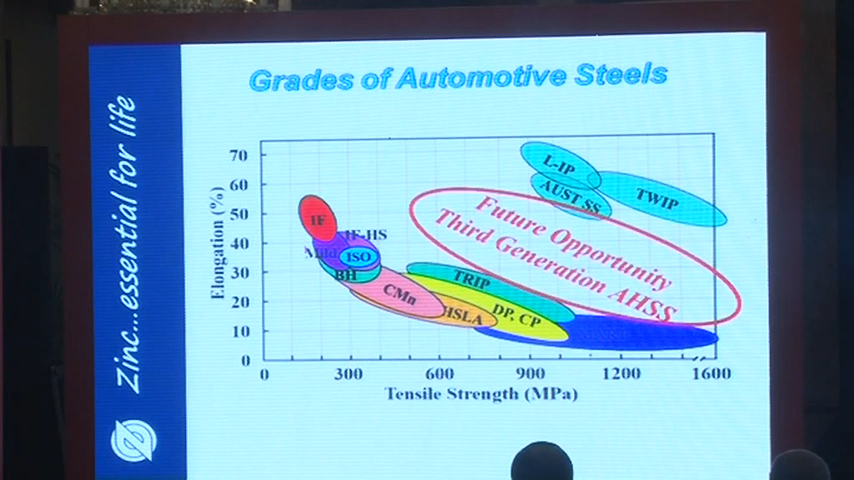 Grades of Automotive Steels
Zinc...essential for life
Elongation (%)
70
60
50
40
30
20
10
0
L-IP
AUST SS
TWIP
Future Opportunity
Third Generation AHSS
IF
IF-HS
Mild
ISO
BH
CMn
TRIP
HSLA
DP, CP
0 300 600 900 1200 1600
Tensile Strength (MPa)